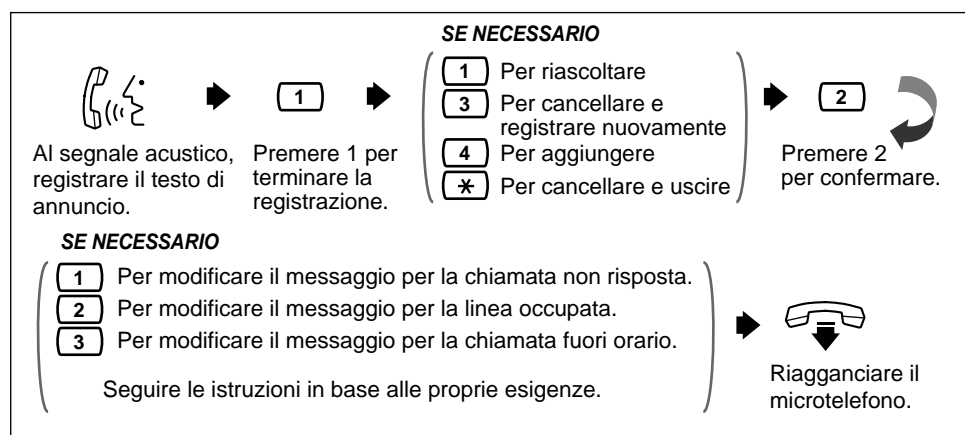 SE NECESSARIO
1 Per riascoltare
3 Per cancellare e
registrare nuovamente
4 Per aggiungere
* Per cancellare e uscire
1
2
Al segnale acustico,
registrare il testo di
annuncio.
Premere 1 per
terminare la
registrazione.
Premere 2
per confermare.
SE NECESSARIO
1 Per modificare il messaggio per la chiamata non risposta.
2 Per modificare il messaggio per la linea occupata.
3 Per modificare il messaggio per la chiamata fuori orario.
Seguire le istruzioni in base alle proprie esigenze.
Riagganciare il
microtelefono.